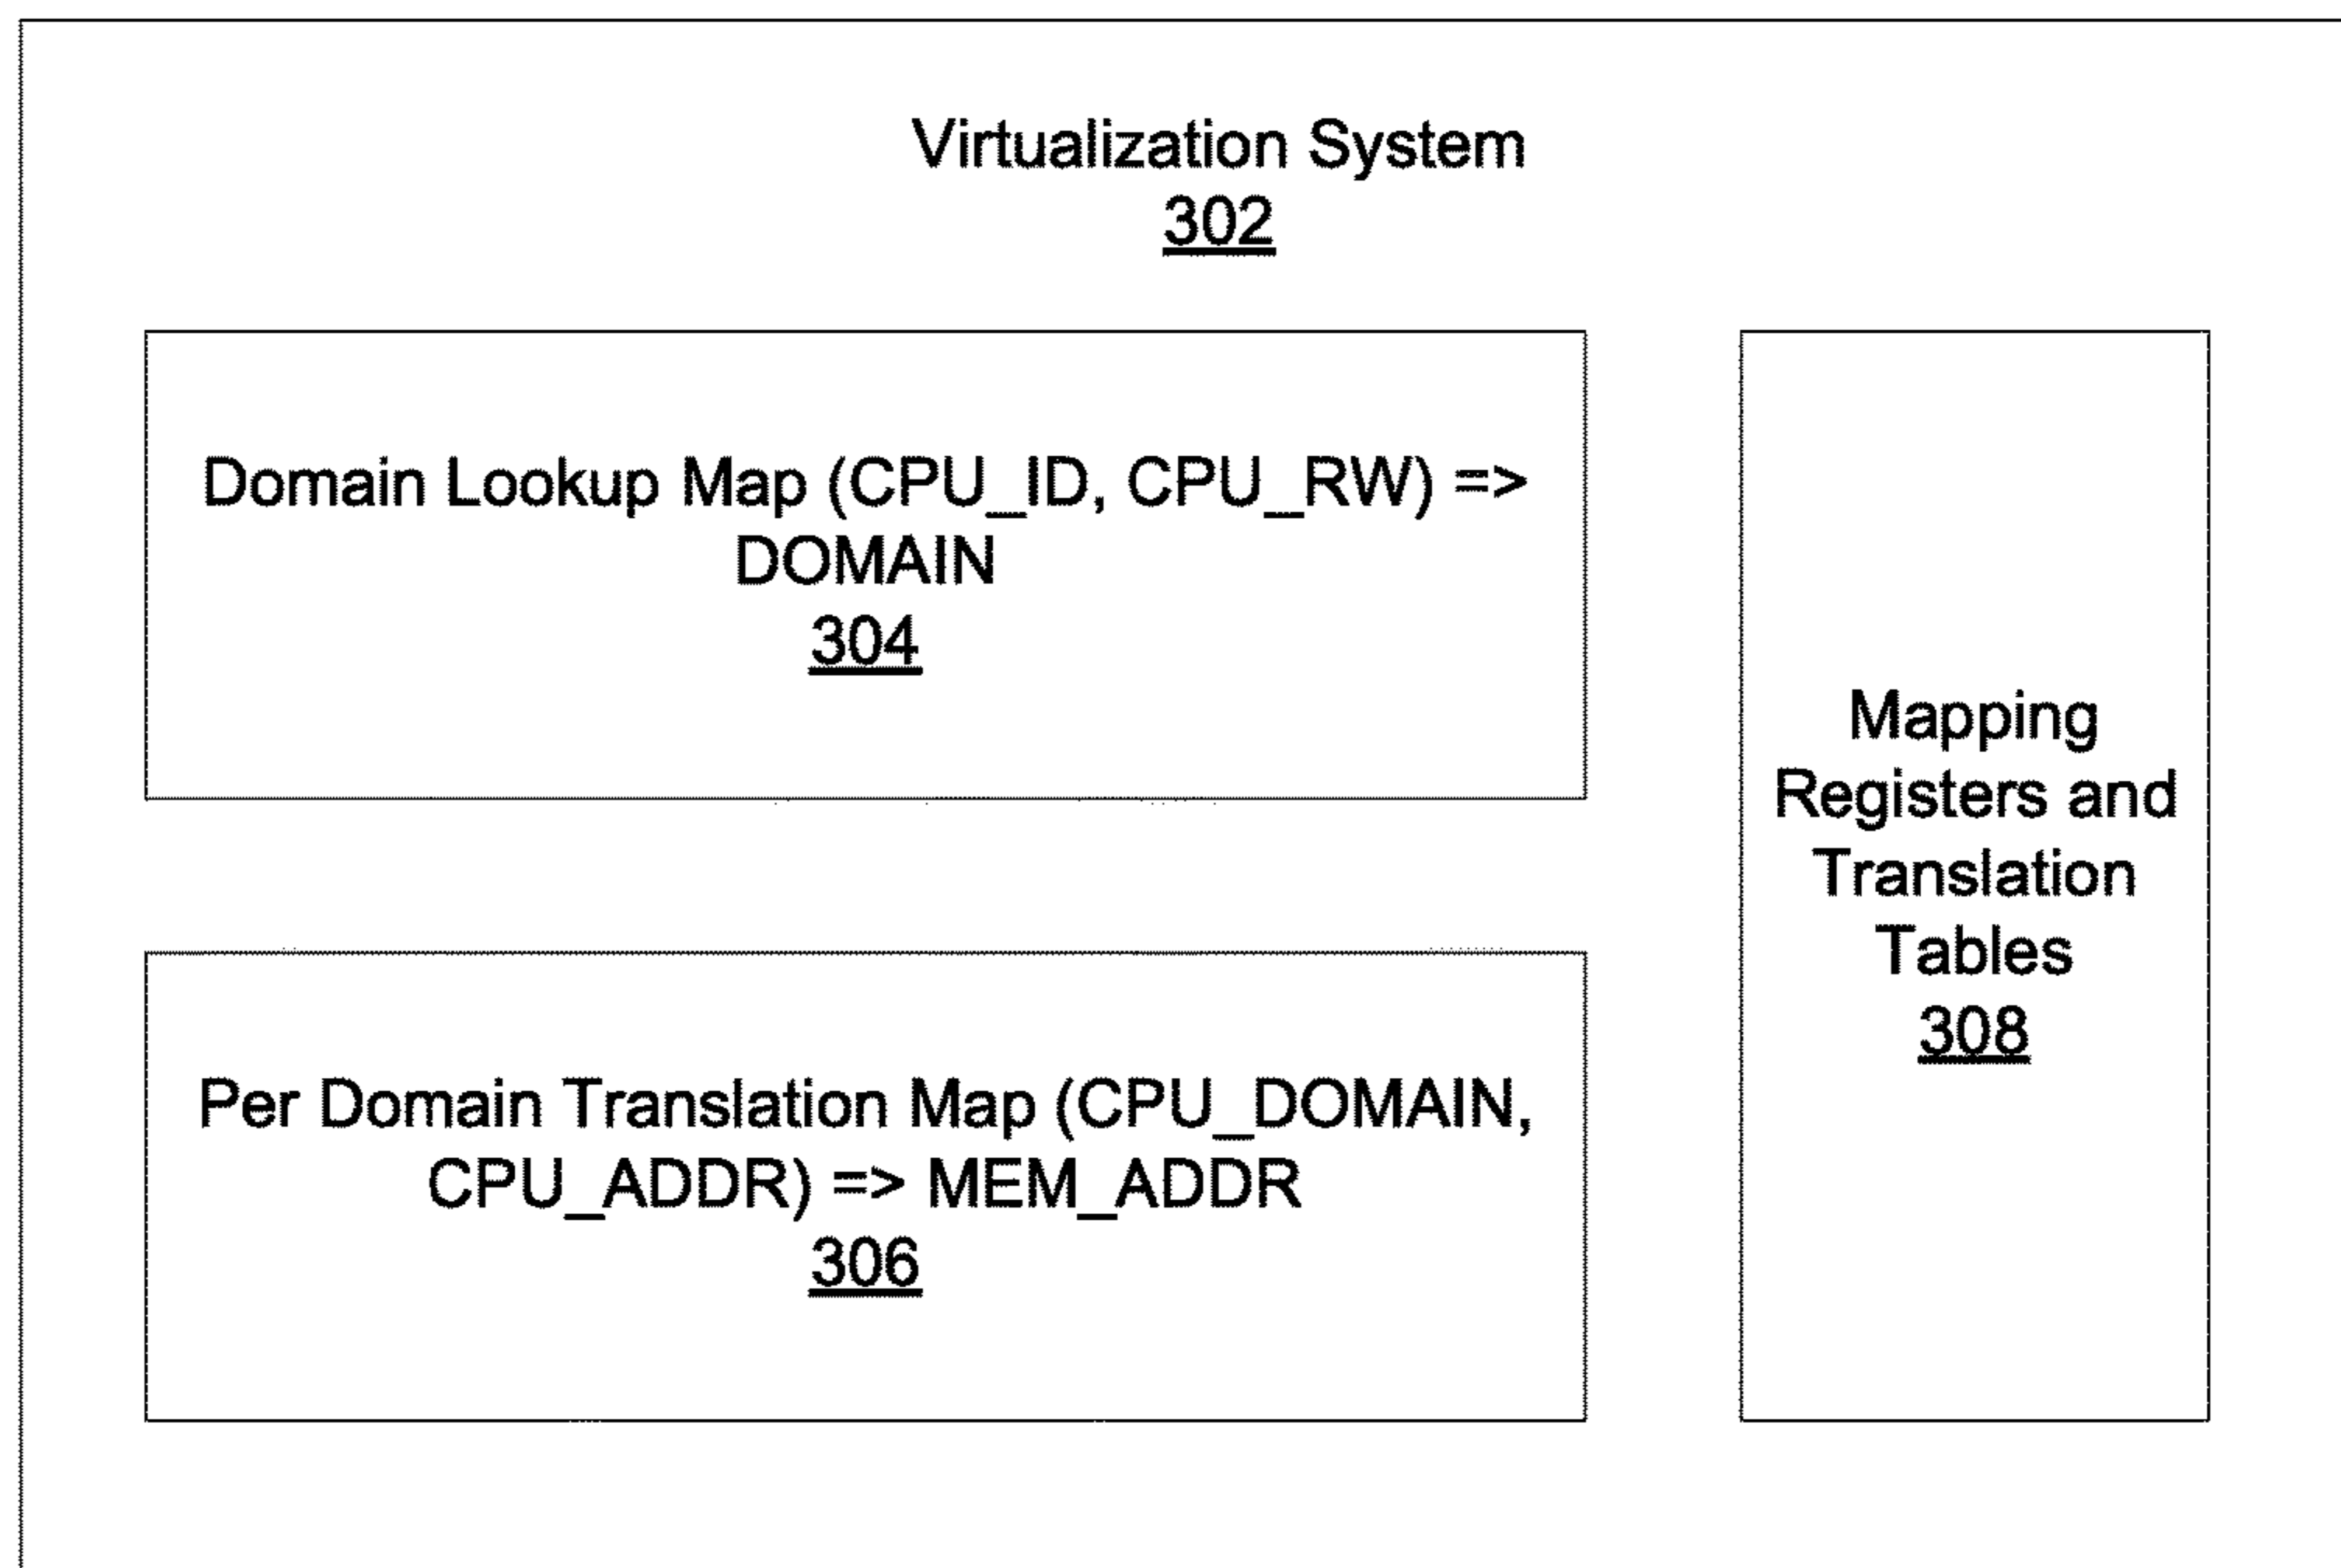 Virtualization System
302
Domain Lookup Map (CPU_ID, CPU_RW) =>
DOMAIN
304
Per Domain Translation Map (CPU_DOMAIN,
CPU_ADDR) => MEM_ADDR
306
Mapping
Registers and
Translation
Tables
308